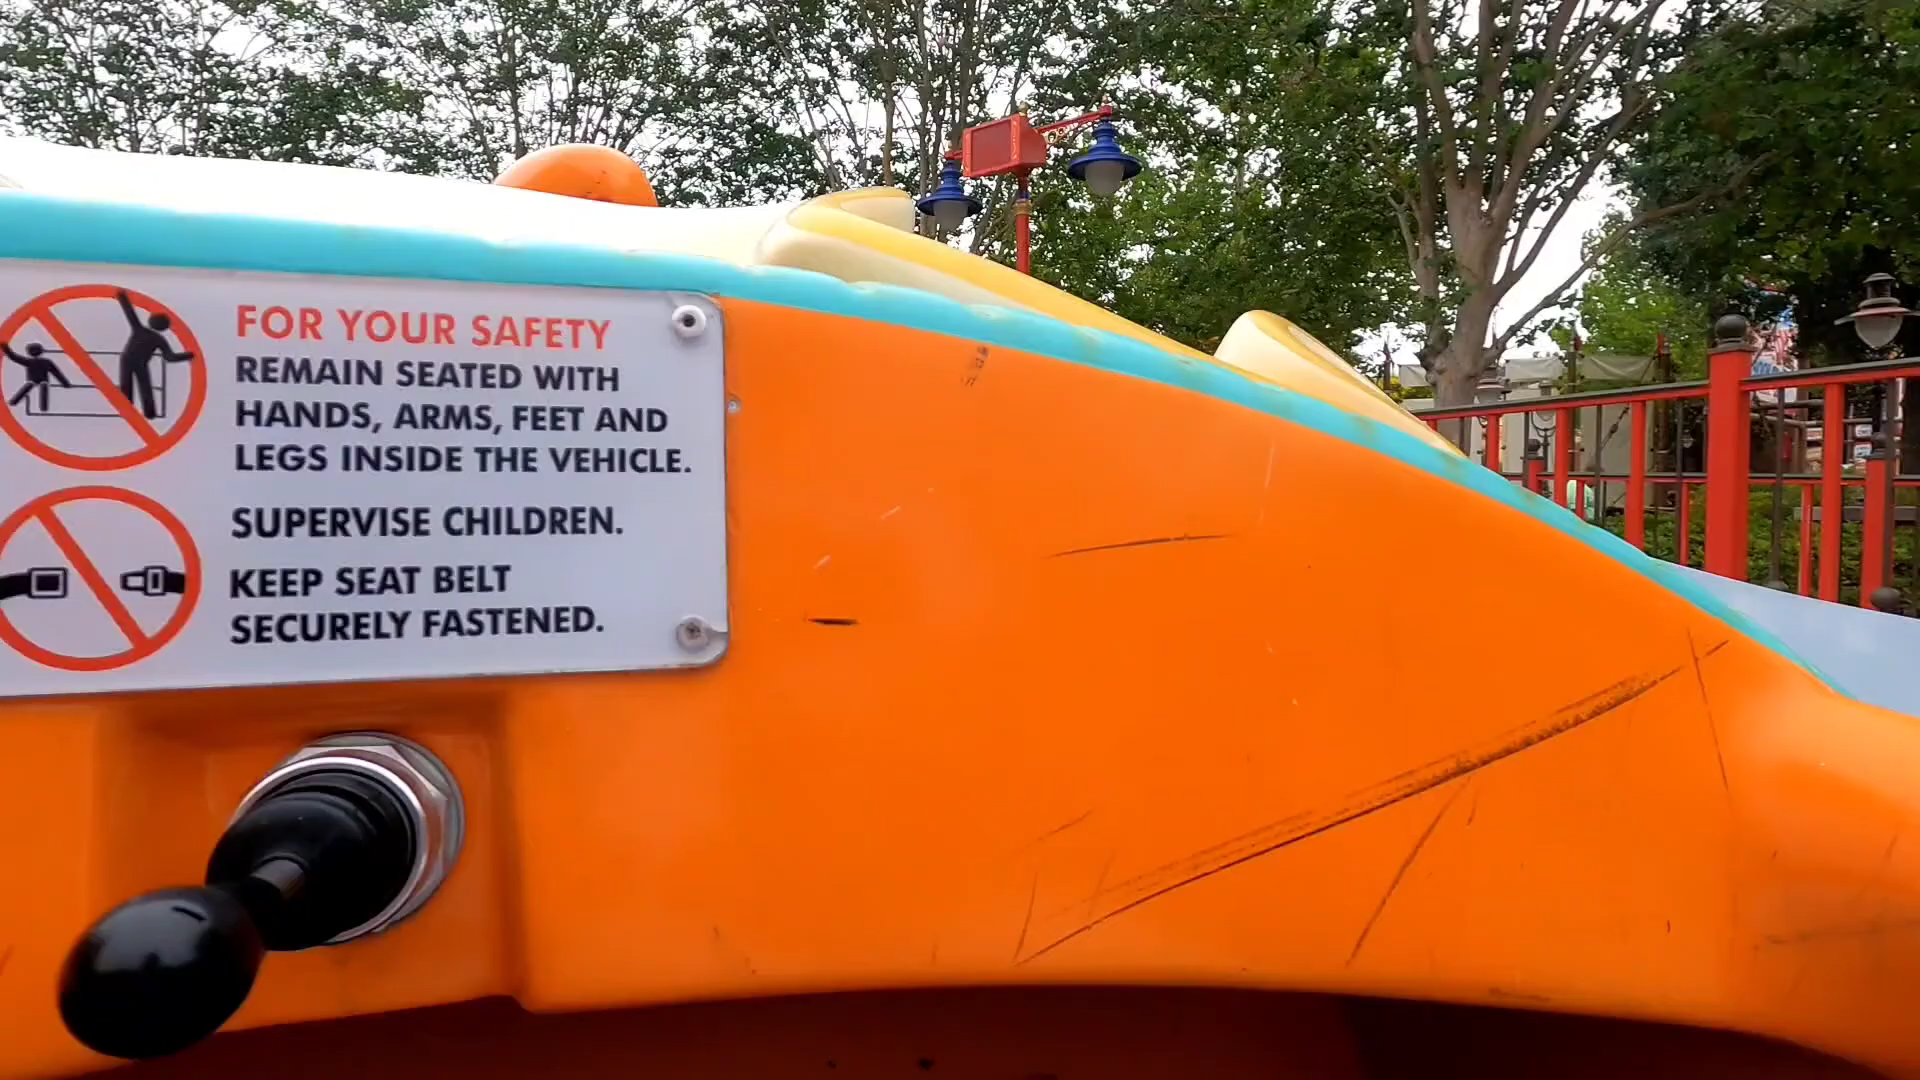 FOR YOUR SAFETY
REMAIN SEATED WITH
HANDS, ARMS, FEET AND
LEGS INSIDE THE VEHICLE.
SUPERVISE CHILDREN.
KEEP SEAT BELT
SECURELY FASTENED.